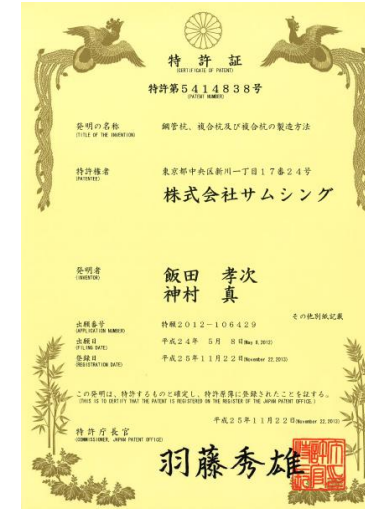 特許証
(CERTIFICATE OF PATENT)
特許第5414838号
(PATENT NUMBER)
発明の名称
(TITLE OF THE INVENTION)
鋼管杭、複合杭及び複合杭の製造方法
特許権者
(PATENTEE)
東京都中央区新川一丁目17番24号
株式会社サムシング
発明者
(INVENTOR)
飯田 孝次
神村 真
その他別紙記載
出願番号
(APPLICATION NUMBER)
特願2012-106429
出願日
(FILING DATE)
平成24年 5月 8日(May 8,2012)
登録日
(REGISTRATION DATE)
平成25年11月22日(November 22,2013)
この発明は、特許するものと確定し、特許原簿に登録されたことを証する。
(THIS IS TO CERTIFY THAT THE PATENT IS REGISTERED ON THE REGISTER OF THE JAPAN PATENT OFFICE.)
平成25年11月22日(November 22,2013)
特許庁長官
(COMMISSIONER, JAPAN PATENT OFFICE)
羽藤秀雄